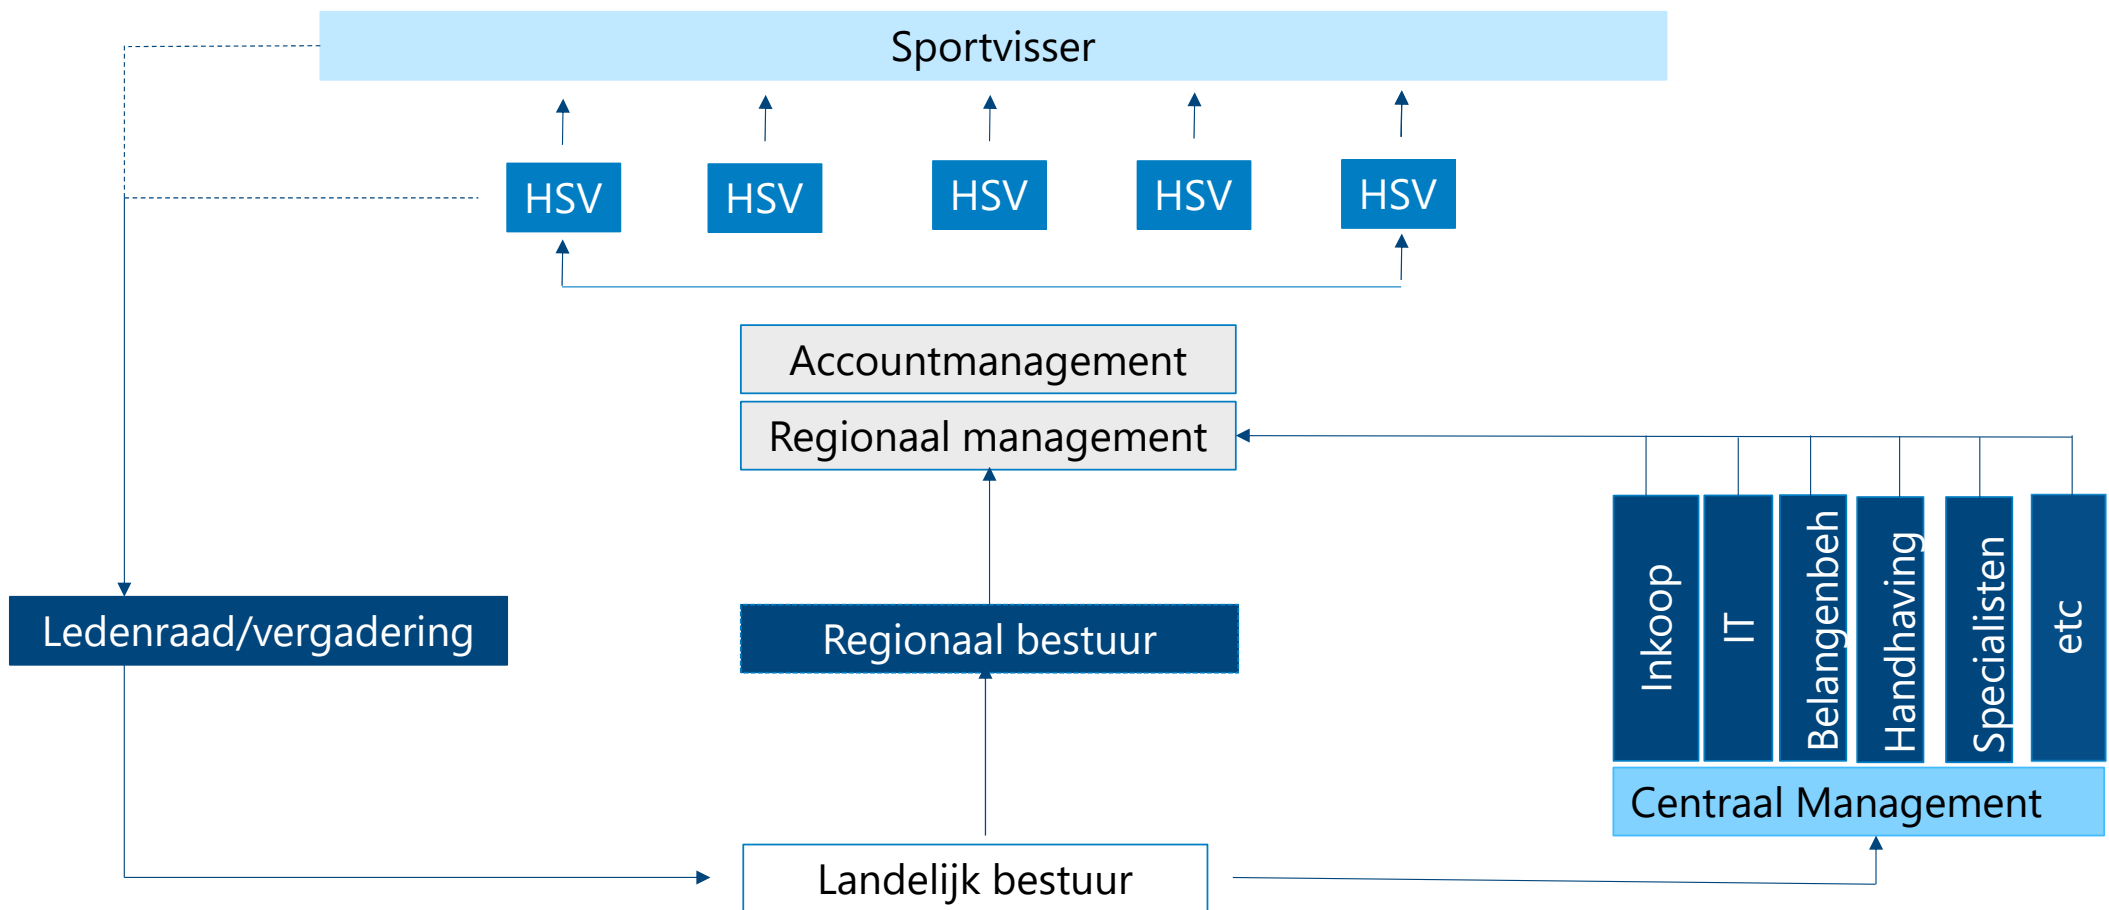 Sportvisser
HSV
HSV
HSV
HSV
HSV
Accountmanagement
Regionaal management
Inkoop
IT
Belangenbeh
Handhaving
Specialisten
etc
Ledenraad/vergadering
Regionaal bestuur
Centraal Management
Landelijk bestuur